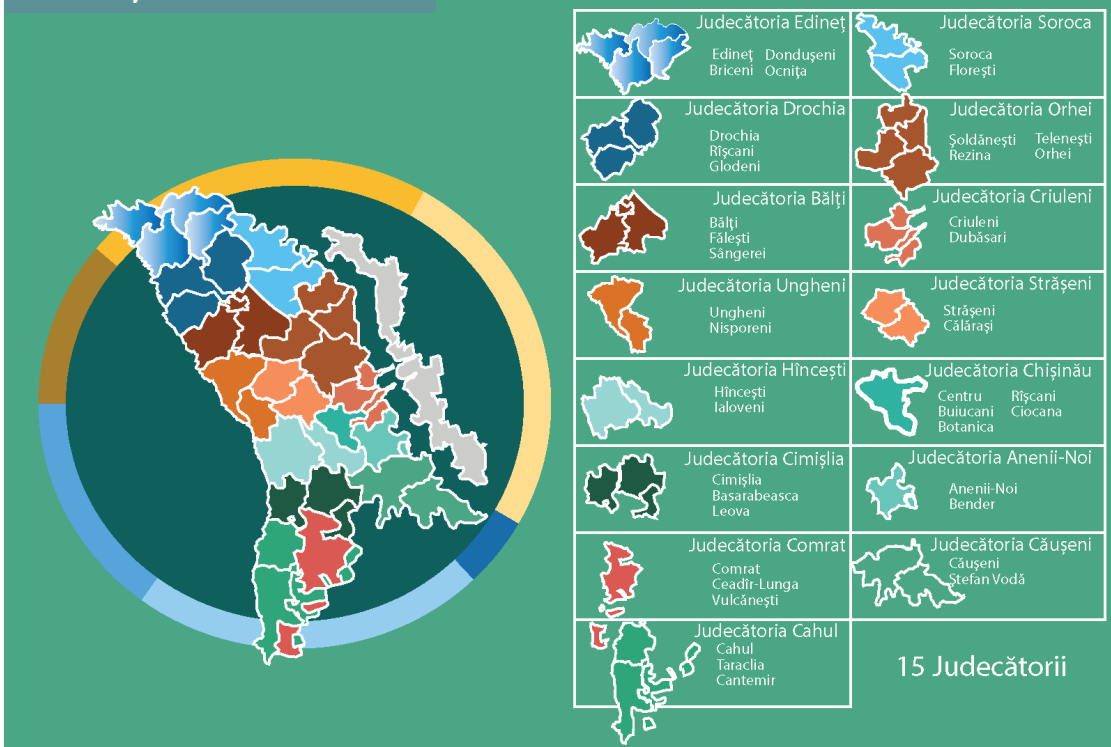 Judecătoria Edineț
Edineț Dondușeni
Briceni Ocnița
Judecătoria Soroca
Soroca
Florești
Judecătoria Drochia
Drochia
Rîșcani
Glodeni
Judecătoria Orhei
Șoldănești Telenești
Rezina Orhei
Judecătoria Bălți
Bălți
Fălești
Sângerei
Judecătoria Criuleni
Criuleni
Dubăsari
Judecătoria Ungheni
Ungheni
Nisporeni
Judecătoria Strășeni
Strășeni
Călărași
Judecătoria Hîncești
Hîncești
Ialoveni
Judecătoria Chișinău
Centru Rîșcani
Buiucani Ciocana
Botanica
Judecătoria Cimișlia
Cimișlia
Basarabeasca
Leova
Judecătoria Anenii-Noi
Anenii-Noi
Bender
Judecătoria Comrat
Comrat
Ceadîr-Lunga
Vulcănești
Judecătoria Căușeni
Căușeni
Ștefan Vodă
Judecătoria Cahul
Cahul
Taraclia
Cantemir
15 Judecătorii